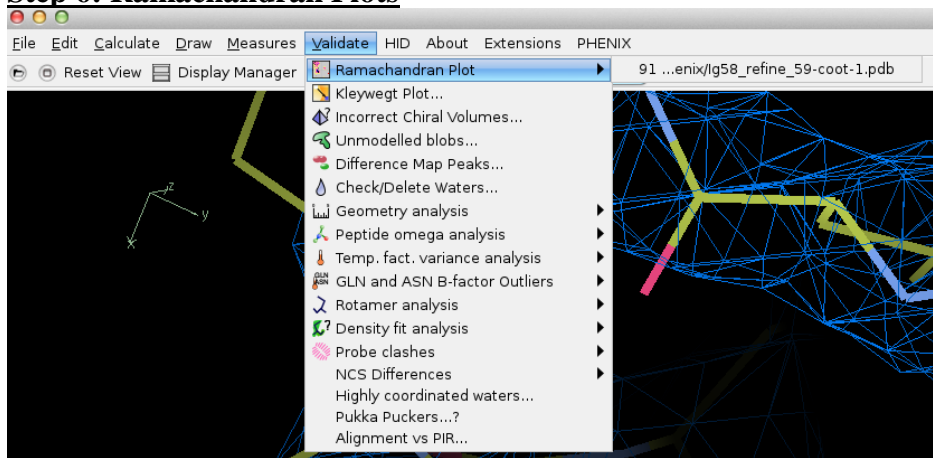 Step 6: Ramachandran Plots
File Edit Calculate Draw Measures Validate HID About Extensions PHENIX
Reset View Display Manager
Ramachandran Plot
91 ...enix/Ig58_refine_59-coot-1.pdb
Kleywegt Plot...
Incorrect Chiral Volumes...
Unmodelled blobs...
Difference Map Peaks...
Check/Delete Waters...
Geometry analysis
Peptide omega analysis
Temp. fact. variance analysis
GLN and ASN B-factor Outliers
Rotamer analysis
Density fit analysis
Probe clashes
NCS Differences
Highly coordinated waters...
Pukka Puckers...?
Alignment vs PIR...
z
y
x